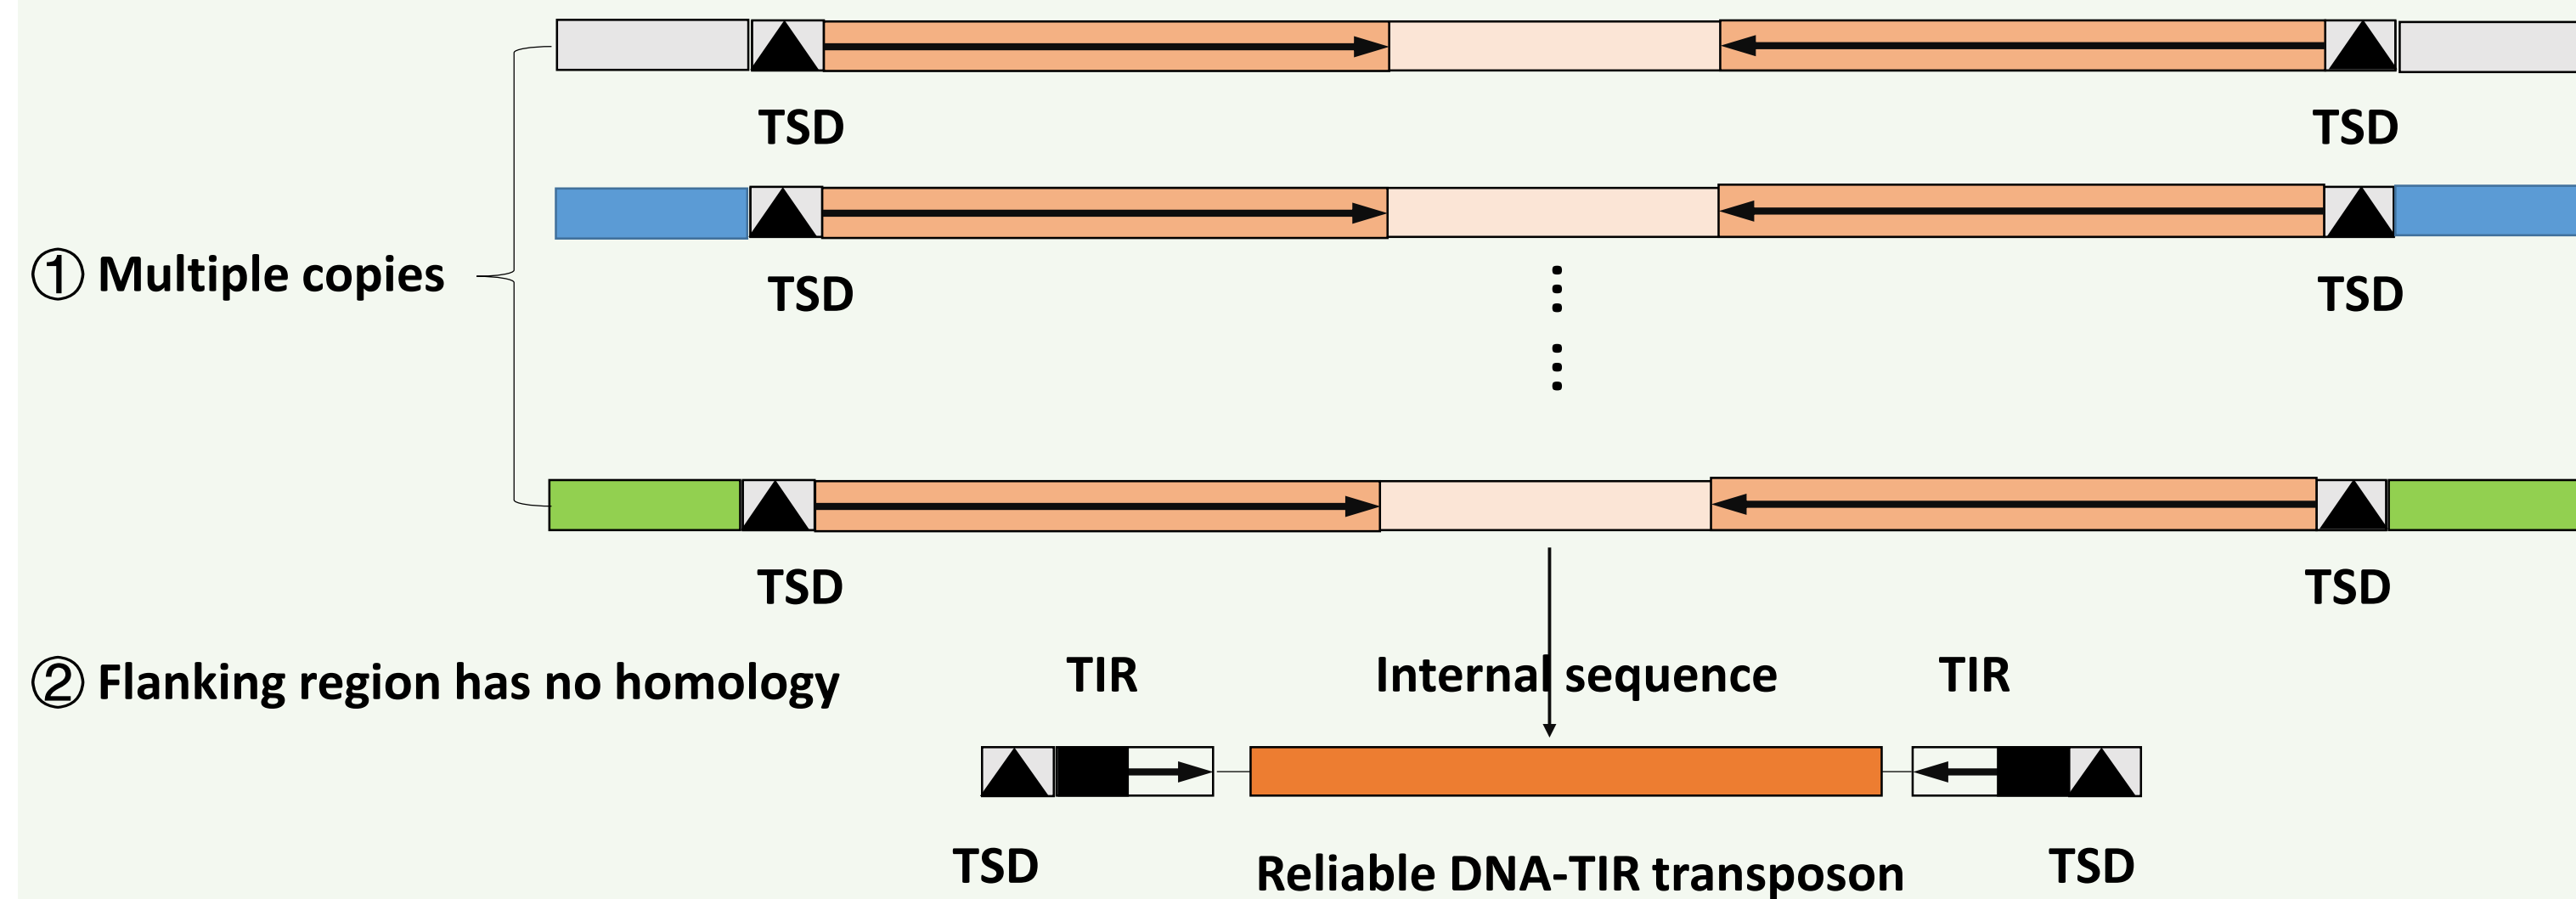 TSD TSD
① Multiple copies
TSD TSD
TSD TSD
② Flanking region has no homology
TIR Internal sequence TIR
TSD Reliable DNA-TIR transposon TSD